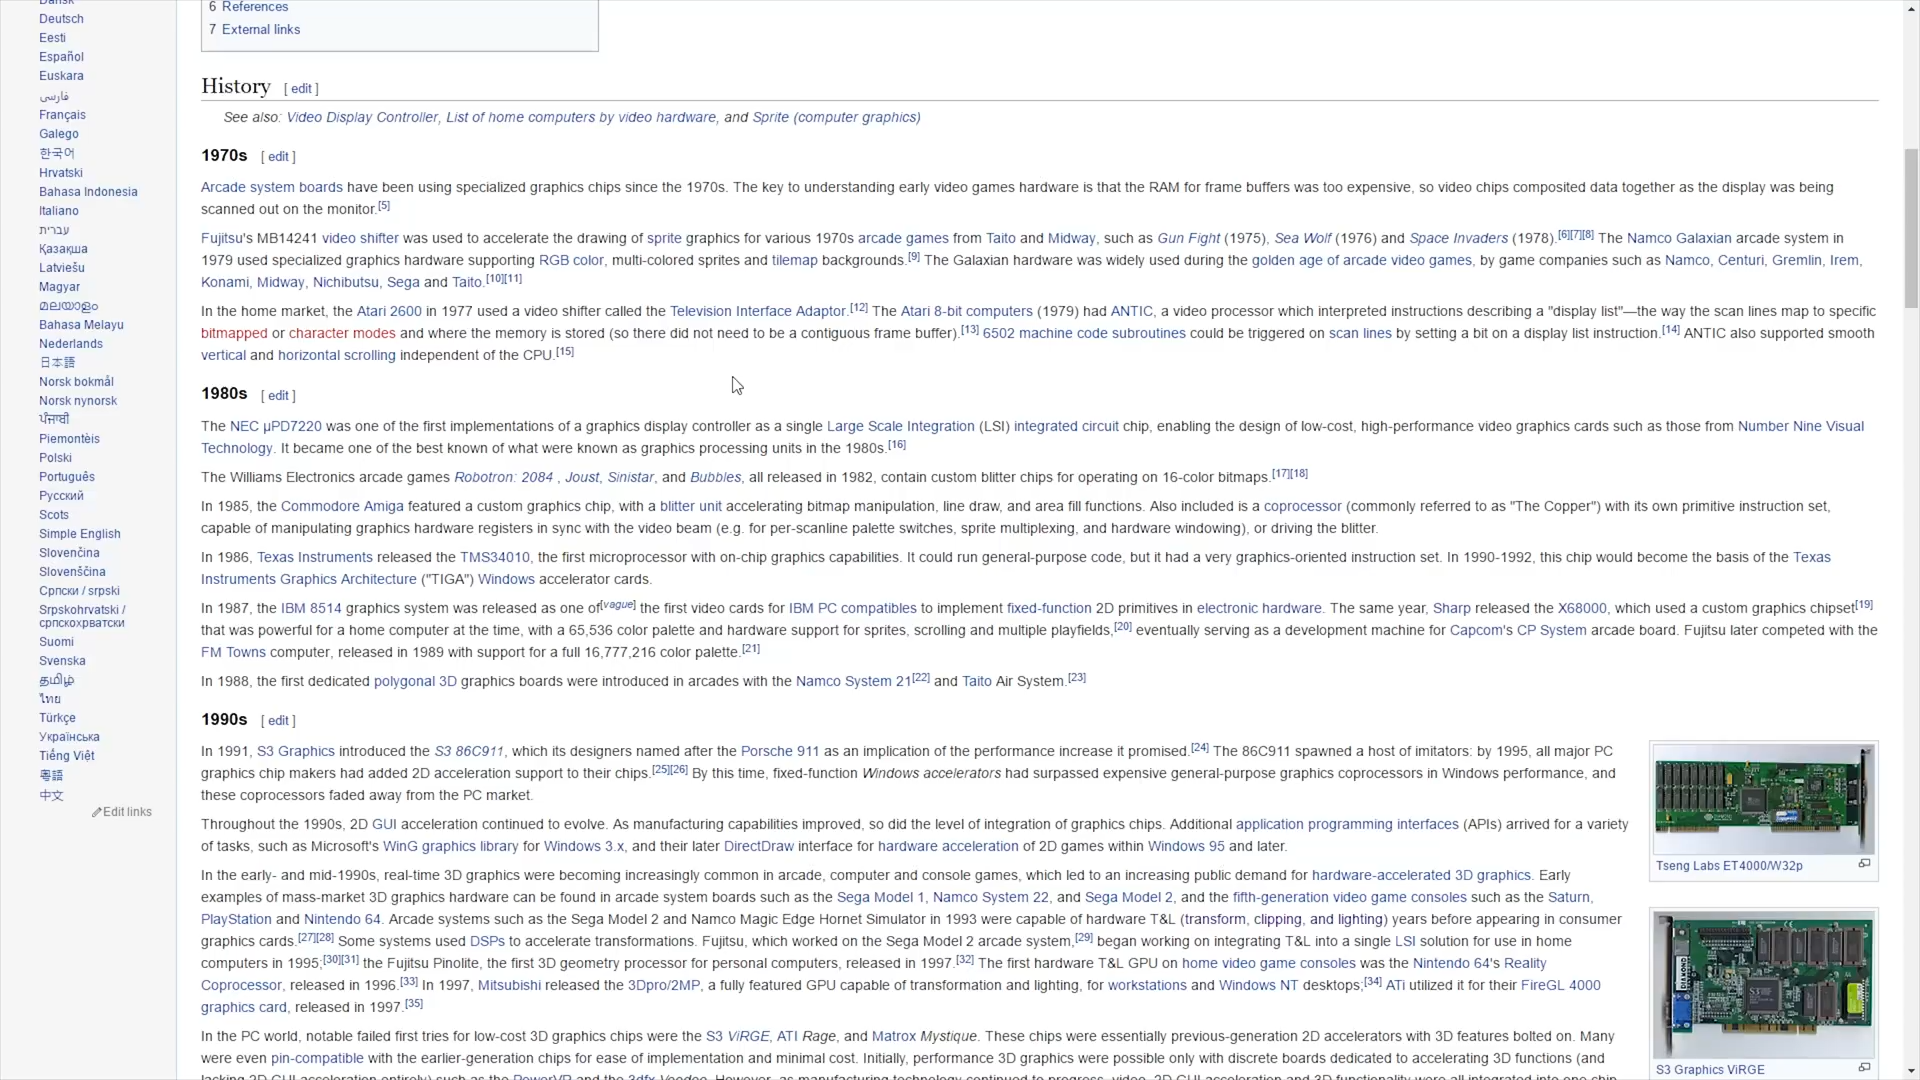 Dansk
Deutsch
Eesti
Español
Euskara
فارسی
Français
Galego
한국어
Hrvatski
Bahasa Indonesia
Italiano
עברית
Қазақша
Latviešu
Magyar
മലയാളം
Bahasa Melayu
Nederlands
日本語
Norsk bokmål
Norsk nynorsk
ਪੰਜਾਬੀ
Piemontèis
Polski
Português
Русский
Scots
Simple English
Slovenčina
Slovenščina
Српски / srpski
Srpskohrvatski /
српскохрватски
Suomi
Svenska
தமிழ்
ไทย
Türkçe
Українська
Tiếng Việt
粵語
中文
Edit links
6 References
7 External links
History [ edit ]
See also: Video Display Controller, List of home computers by video hardware, and Sprite (computer graphics)
1970s [ edit ]
Arcade system boards have been using specialized graphics chips since the 1970s. The key to understanding early video games hardware is that the RAM for frame buffers was too expensive, so video chips composited data together as the display was being
scanned out on the monitor.[5]
Fujitsu's MB14241 video shifter was used to accelerate the drawing of sprite graphics for various 1970s arcade games from Taito and Midway, such as Gun Fight (1975), Sea Wolf (1976) and Space Invaders (1978).[6][7][8] The Namco Galaxian arcade system in
1979 used specialized graphics hardware supporting RGB color, multi-colored sprites and tilemap backgrounds.[9] The Galaxian hardware was widely used during the golden age of arcade video games, by game companies such as Namco, Centuri, Gremlin, Irem,
Konami, Midway, Nichibutsu, Sega and Taito.[10][11]
In the home market, the Atari 2600 in 1977 used a video shifter called the Television Interface Adaptor.[12] The Atari 8-bit computers (1979) had ANTIC, a video processor which interpreted instructions describing a "display list"—the way the scan lines map to specific
bitmapped or character modes and where the memory is stored (so there did not need to be a contiguous frame buffer).[13] 6502 machine code subroutines could be triggered on scan lines by setting a bit on a display list instruction.[14] ANTIC also supported smooth
vertical and horizontal scrolling independent of the CPU.[15]
1980s [ edit ]
The NEC µPD7220 was one of the first implementations of a graphics display controller as a single Large Scale Integration (LSI) integrated circuit chip, enabling the design of low-cost, high-performance video graphics cards such as those from Number Nine Visual
Technology. It became one of the best known of what were known as graphics processing units in the 1980s.[16]
The Williams Electronics arcade games Robotron: 2084 , Joust, Sinistar, and Bubbles, all released in 1982, contain custom blitter chips for operating on 16-color bitmaps.[17][18]
In 1985, the Commodore Amiga featured a custom graphics chip, with a blitter unit accelerating bitmap manipulation, line draw, and area fill functions. Also included is a coprocessor (commonly referred to as "The Copper") with its own primitive instruction set,
capable of manipulating graphics hardware registers in sync with the video beam (e.g. for per-scanline palette switches, sprite multiplexing, and hardware windowing), or driving the blitter.
In 1986, Texas Instruments released the TMS34010, the first microprocessor with on-chip graphics capabilities. It could run general-purpose code, but it had a very graphics-oriented instruction set. In 1990-1992, this chip would become the basis of the Texas
Instruments Graphics Architecture ("TIGA") Windows accelerator cards.
In 1987, the IBM 8514 graphics system was released as one of[vague] the first video cards for IBM PC compatibles to implement fixed-function 2D primitives in electronic hardware. The same year, Sharp released the X68000, which used a custom graphics chipset[19]
that was powerful for a home computer at the time, with a 65,536 color palette and hardware support for sprites, scrolling and multiple playfields,[20] eventually serving as a development machine for Capcom's CP System arcade board. Fujitsu later competed with the
FM Towns computer, released in 1989 with support for a full 16,777,216 color palette.[21]
In 1988, the first dedicated polygonal 3D graphics boards were introduced in arcades with the Namco System 21[22] and Taito Air System.[23]
1990s [ edit ]
In 1991, S3 Graphics introduced the S3 86C911, which its designers named after the Porsche 911 as an implication of the performance increase it promised.[24] The 86C911 spawned a host of imitators: by 1995, all major PC
graphics chip makers had added 2D acceleration support to their chips.[25][26] By this time, fixed-function Windows accelerators had surpassed expensive general-purpose graphics coprocessors in Windows performance, and
these coprocessors faded away from the PC market.
Throughout the 1990s, 2D GUI acceleration continued to evolve. As manufacturing capabilities improved, so did the level of integration of graphics chips. Additional application programming interfaces (APIs) arrived for a variety
of tasks, such as Microsoft's WinG graphics library for Windows 3.x, and their later DirectDraw interface for hardware acceleration of 2D games within Windows 95 and later.
In the early- and mid-1990s, real-time 3D graphics were becoming increasingly common in arcade, computer and console games, which led to an increasing public demand for hardware-accelerated 3D graphics. Early
examples of mass-market 3D graphics hardware can be found in arcade system boards such as the Sega Model 1, Namco System 22, and Sega Model 2, and the fifth-generation video game consoles such as the Saturn,
PlayStation and Nintendo 64. Arcade systems such as the Sega Model 2 and Namco Magic Edge Hornet Simulator in 1993 were capable of hardware T&L (transform, clipping, and lighting) years before appearing in consumer
graphics cards.[27][28] Some systems used DSPs to accelerate transformations. Fujitsu, which worked on the Sega Model 2 arcade system,[29] began working on integrating T&L into a single LSI solution for use in home
computers in 1995;[30][31] the Fujitsu Pinolite, the first 3D geometry processor for personal computers, released in 1997.[32] The first hardware T&L GPU on home video game consoles was the Nintendo 64's Reality
Coprocessor, released in 1996.[33] In 1997, Mitsubishi released the 3Dpro/2MP, a fully featured GPU capable of transformation and lighting, for workstations and Windows NT desktops;[34] ATi utilized it for their FireGL 4000
graphics card, released in 1997.[35]
In the PC world, notable failed first tries for low-cost 3D graphics chips were the S3 ViRGE, ATI Rage, and Matrox Mystique. These chips were essentially previous-generation 2D accelerators with 3D features bolted on. Many
were even pin-compatible with the earlier-generation chips for ease of implementation and minimal cost. Initially, performance 3D graphics were possible only with discrete boards dedicated to accelerating 3D functions (and
lacking 2D GUI acceleration entirely) such as the PowerVR and the 3dfx Voodoo. However, as manufacturing technology continued to progress, video, 2D GUI acceleration and 3D functionality were all integrated into one chip.
Tseng Labs ET4000/W32p
DIAMOND
S3
S3 Graphics ViRGE